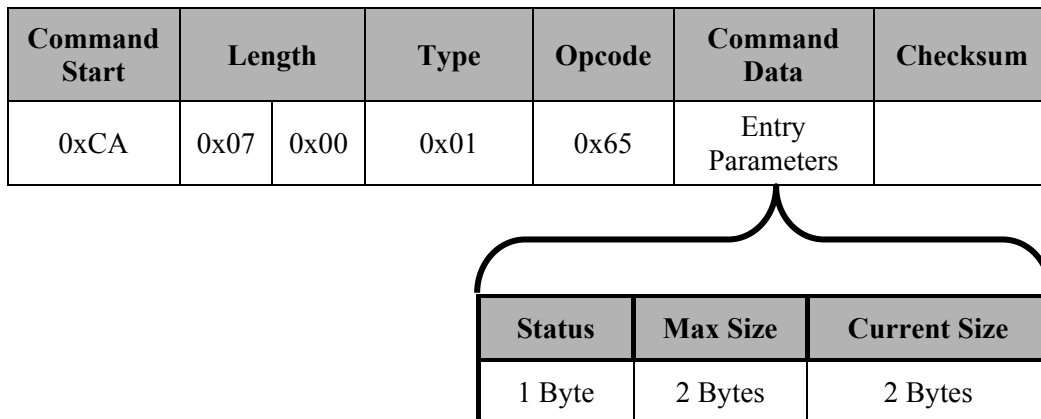 Command Start Length Type Opcode Command Data Checksum
0xCA 0x07 0x00 0x01 0x65 Entry Parameters
Status Max Size Current Size
1 Byte 2 Bytes 2 Bytes